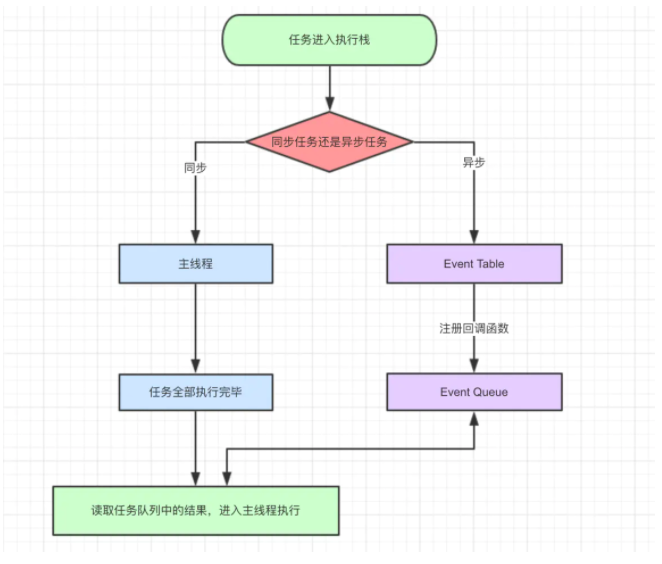 任务进入执行栈
同步任务还是异步任务
同步
异步
主线程
Event Table
注册回调函数
任务全部执行完毕
Event Queue
读取任务队列中的结果，进入主线程执行